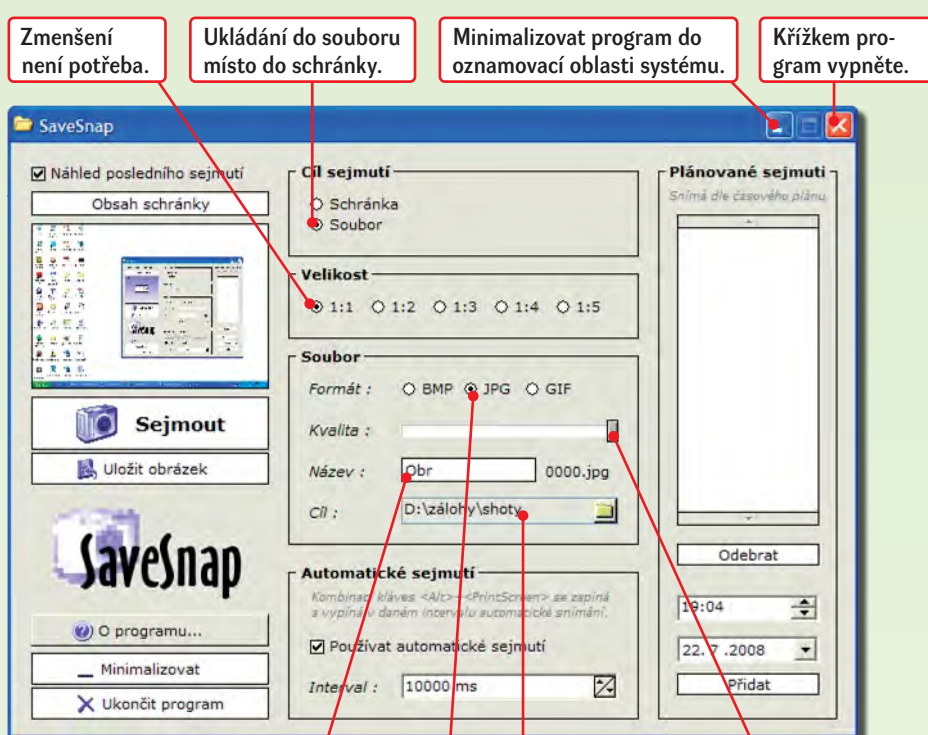 Zmenšení
není potřeba.
Ukládání do souboru
místo do schránky.
Minimalizovat program do
oznamovací oblasti systému.
Křížkem pro-
gram vypněte.
SaveSnap
Náhled posledního sejmutí
Obsah schránky
Sejmout
Uložit obrázek
SaveSnap
O programu...
Minimalizovat
Ukončit program
Cíl sejmutí
Schránka
Soubor
Velikost
1:1 1:2 1:3 1:4 1:5
Soubor
Formát : BMP JPG GIF
Kvalita :
Název : Obr 0000.jpg
Cíl : D:\zálohy\shoty
Automatické sejmutí
Kombinací kláves <Alt>+<PrintScreen> se zapíná
a vypíná v daném intervalu automatické snímání.
Používat automatické sejmutí
Interval : 10000 ms
Plánované sejmuti
Snímá dle časového plánu
Odebrat
19:04
22. 7 .2008
Přidat